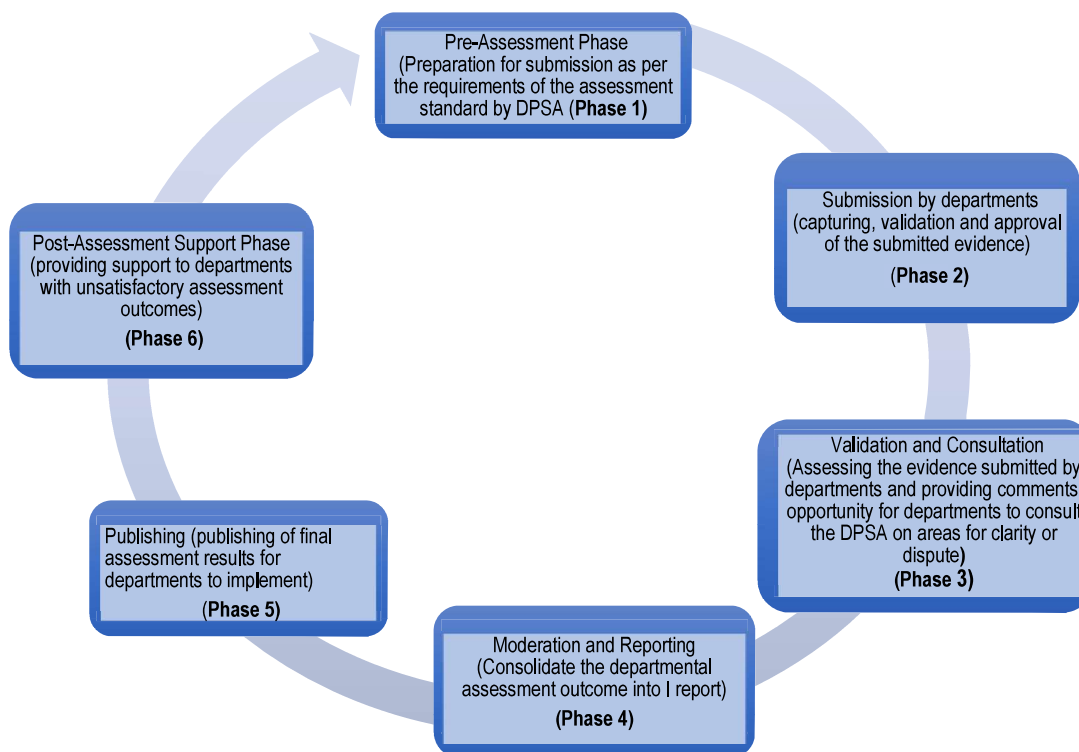 Pre-Assessment Phase
(Preparation for submission as per
the requirements of the assessment
standard by DPSA (Phase 1)
Submission by departments
(capturing, validation and approval
of the submitted evidence)
(Phase 2)
Validation and Consultation
(Assessing the evidence submitted by
departments and providing comments
opportunity for departments to consult
the DPSA on areas for clarity or
dispute)
(Phase 3)
Moderation and Reporting
(Consolidate the departmental
assessment outcome into I report)
(Phase 4)
Publishing (publishing of final
assessment results for
departments to implement)
(Phase 5)
Post-Assessment Support Phase
(providing support to departments
with unsatisfactory assessment
outcomes)
(Phase 6)